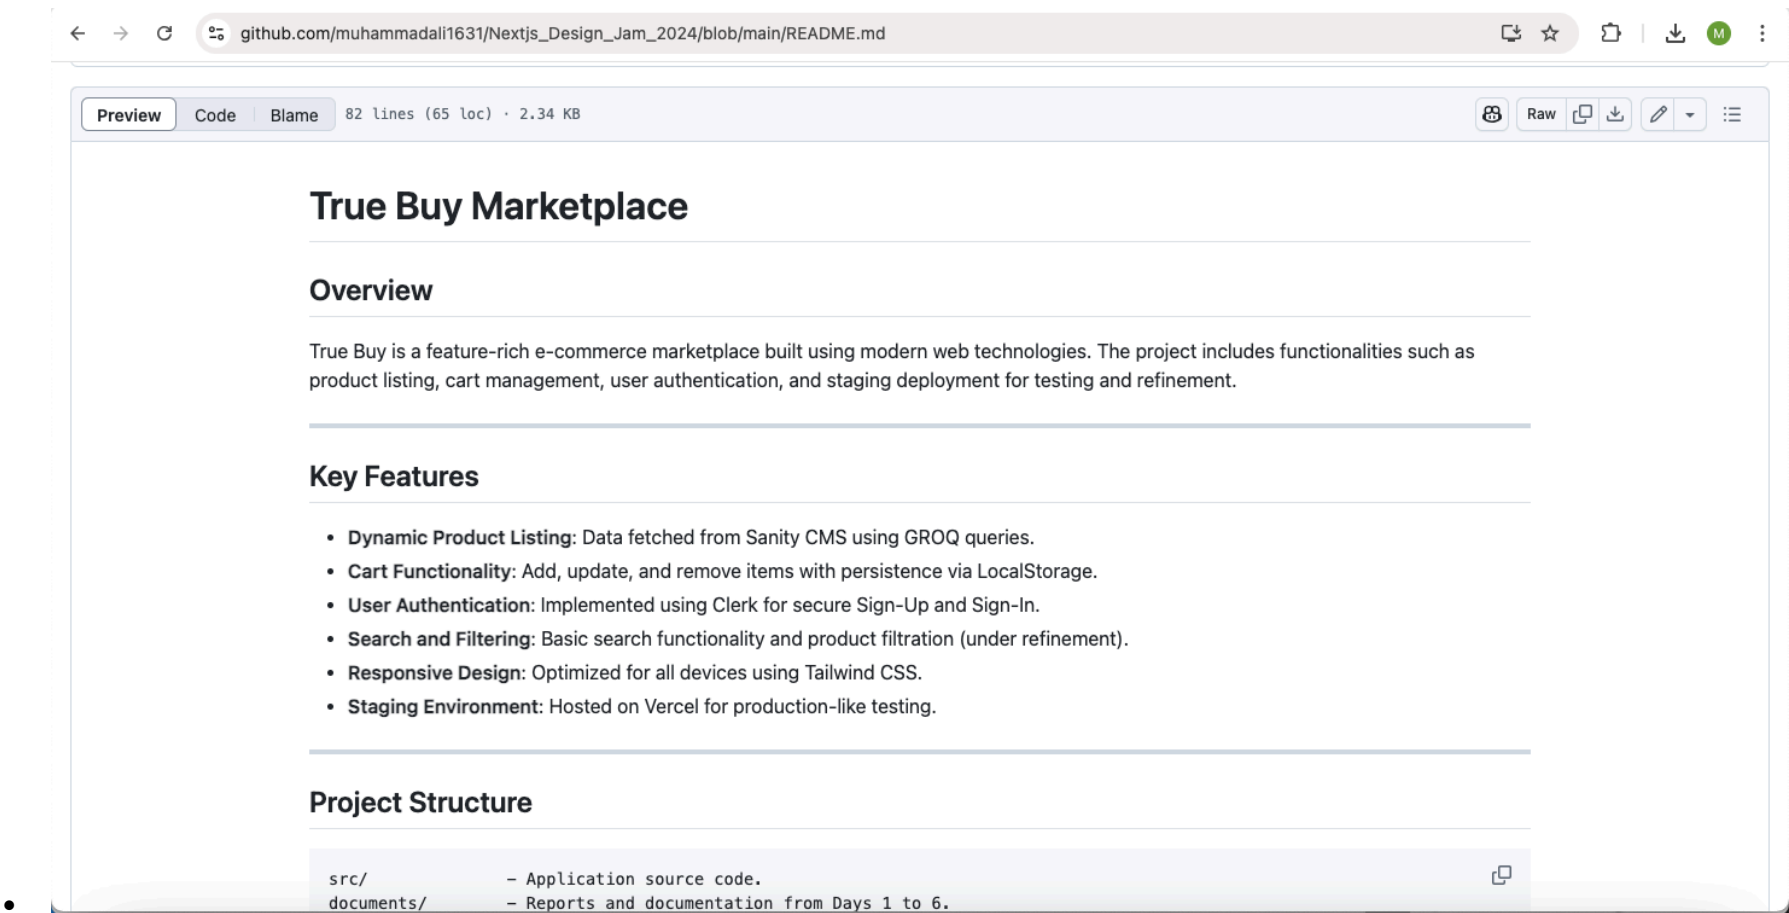 github.com/muhammadali1631/Nextjs_Design_Jam_2024/blob/main/README.md
M
Preview Code Blame 82 lines (65 loc) · 2.34 KB Raw
True Buy Marketplace
Overview
True Buy is a feature-rich e-commerce marketplace built using modern web technologies. The project includes functionalities such as
product listing, cart management, user authentication, and staging deployment for testing and refinement.
Key Features
• Dynamic Product Listing: Data fetched from Sanity CMS using GROQ queries.
• Cart Functionality: Add, update, and remove items with persistence via LocalStorage.
• User Authentication: Implemented using Clerk for secure Sign-Up and Sign-In.
• Search and Filtering: Basic search functionality and product filtration (under refinement).
• Responsive Design: Optimized for all devices using Tailwind CSS.
• Staging Environment: Hosted on Vercel for production-like testing.
Project Structure
src/ – Application source code.
documents/ – Reports and documentation from Days 1 to 6.